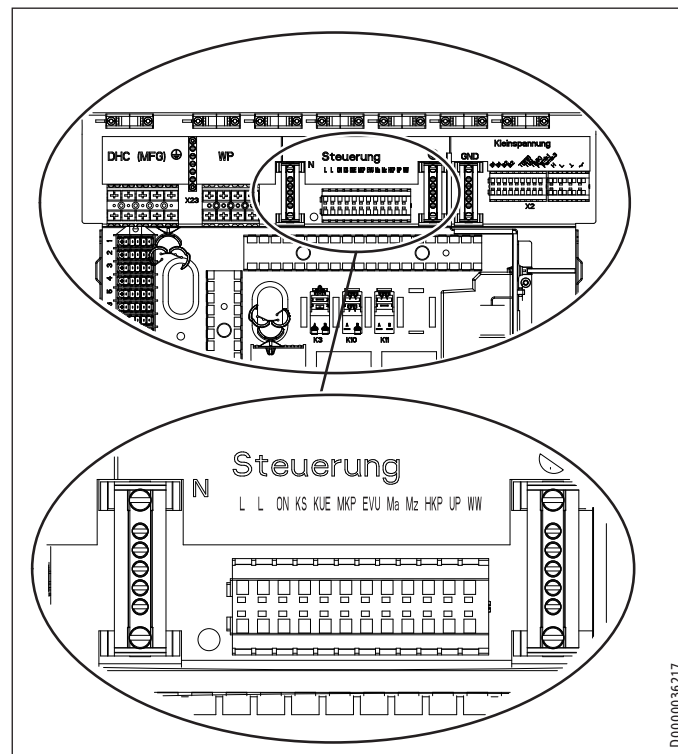 DHC (MFG) WP Steuerung Kleinspannung
N GND
X23 X2
1
2
3
4
5
K3 K10 K11
Steuerung
N
L L ON KS KUE MKP EVU Ma Mz HKP UP WW
D0000036217